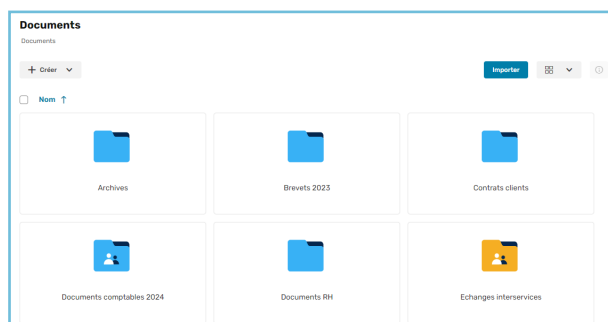 Documents
Documents
+ Créer
Importer
Nom ↑
Archives
Brevets 2023
Contrats clients
Documents comptables 2024
Documents RH
Echanges interservices